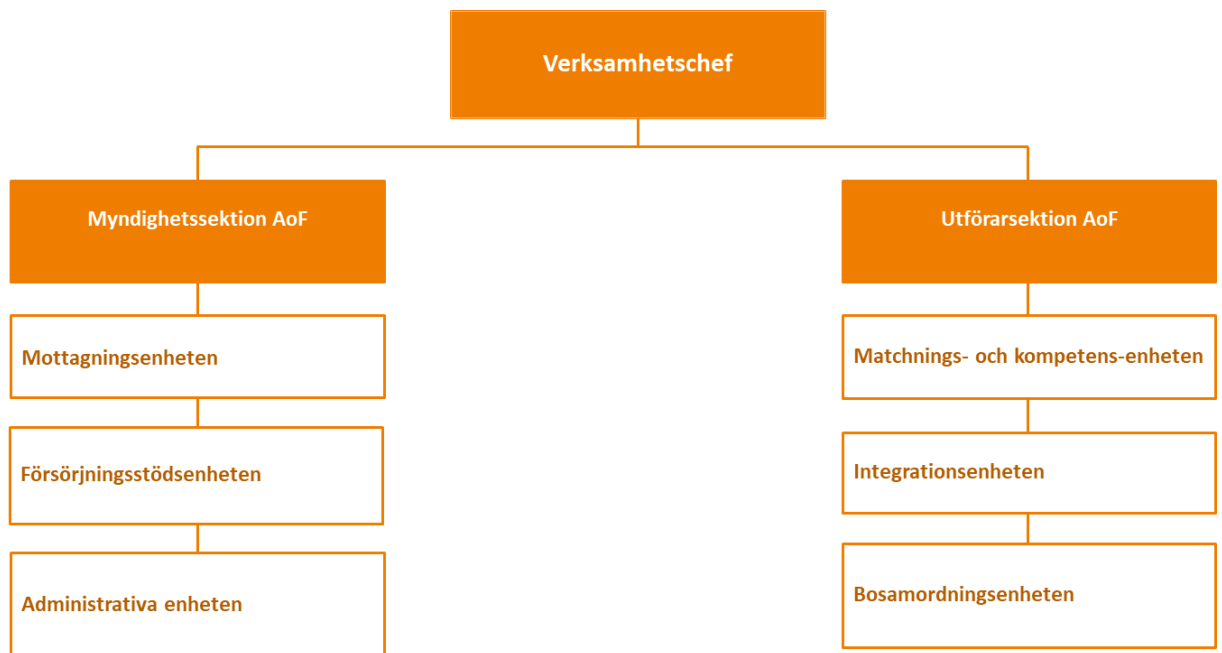 Verksamhetschef
Myndighetssektion AoF
Utförarsektion AoF
Mottagningsenheten
Matchnings- och kompetens-enheten
Försörjningsstödsenheten
Integrationsenheten
Administrativa enheten
Bosamordningsenheten